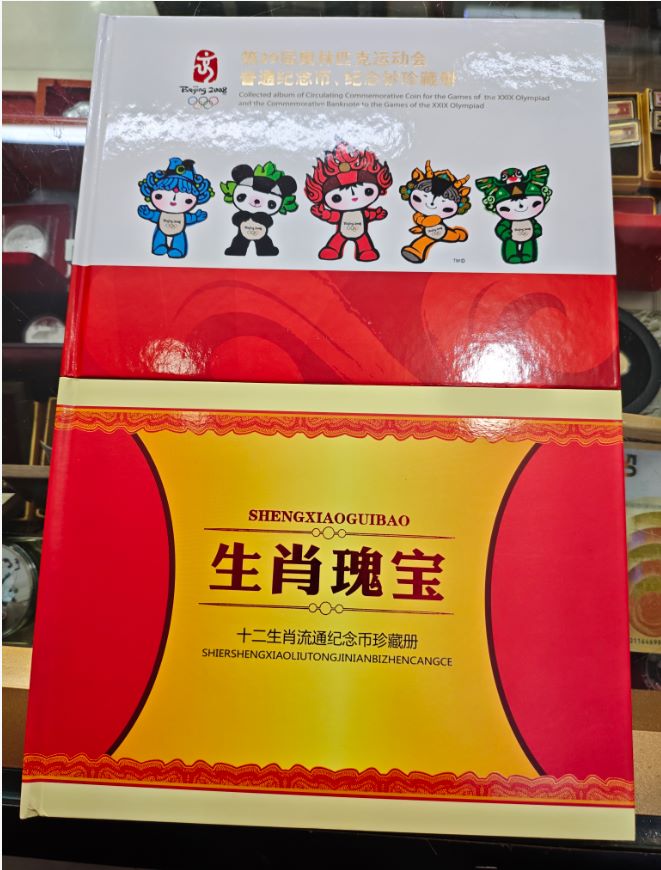 第29届奥林匹克运动会
普通纪念币、纪念钞珍藏册
Beijing 2008
Collected album of Circulating Commemorative Coin for the Games of the XXIX Olympiad
and the Commemorative Banknote to the Games of the XXIX Olympiad
TM©
SHENGXIAOGUIBAO
生肖瑰宝
十二生肖流通纪念币珍藏册
SHIERSHENGXIAOLIUTONGJINIANBIZHENCANGCE